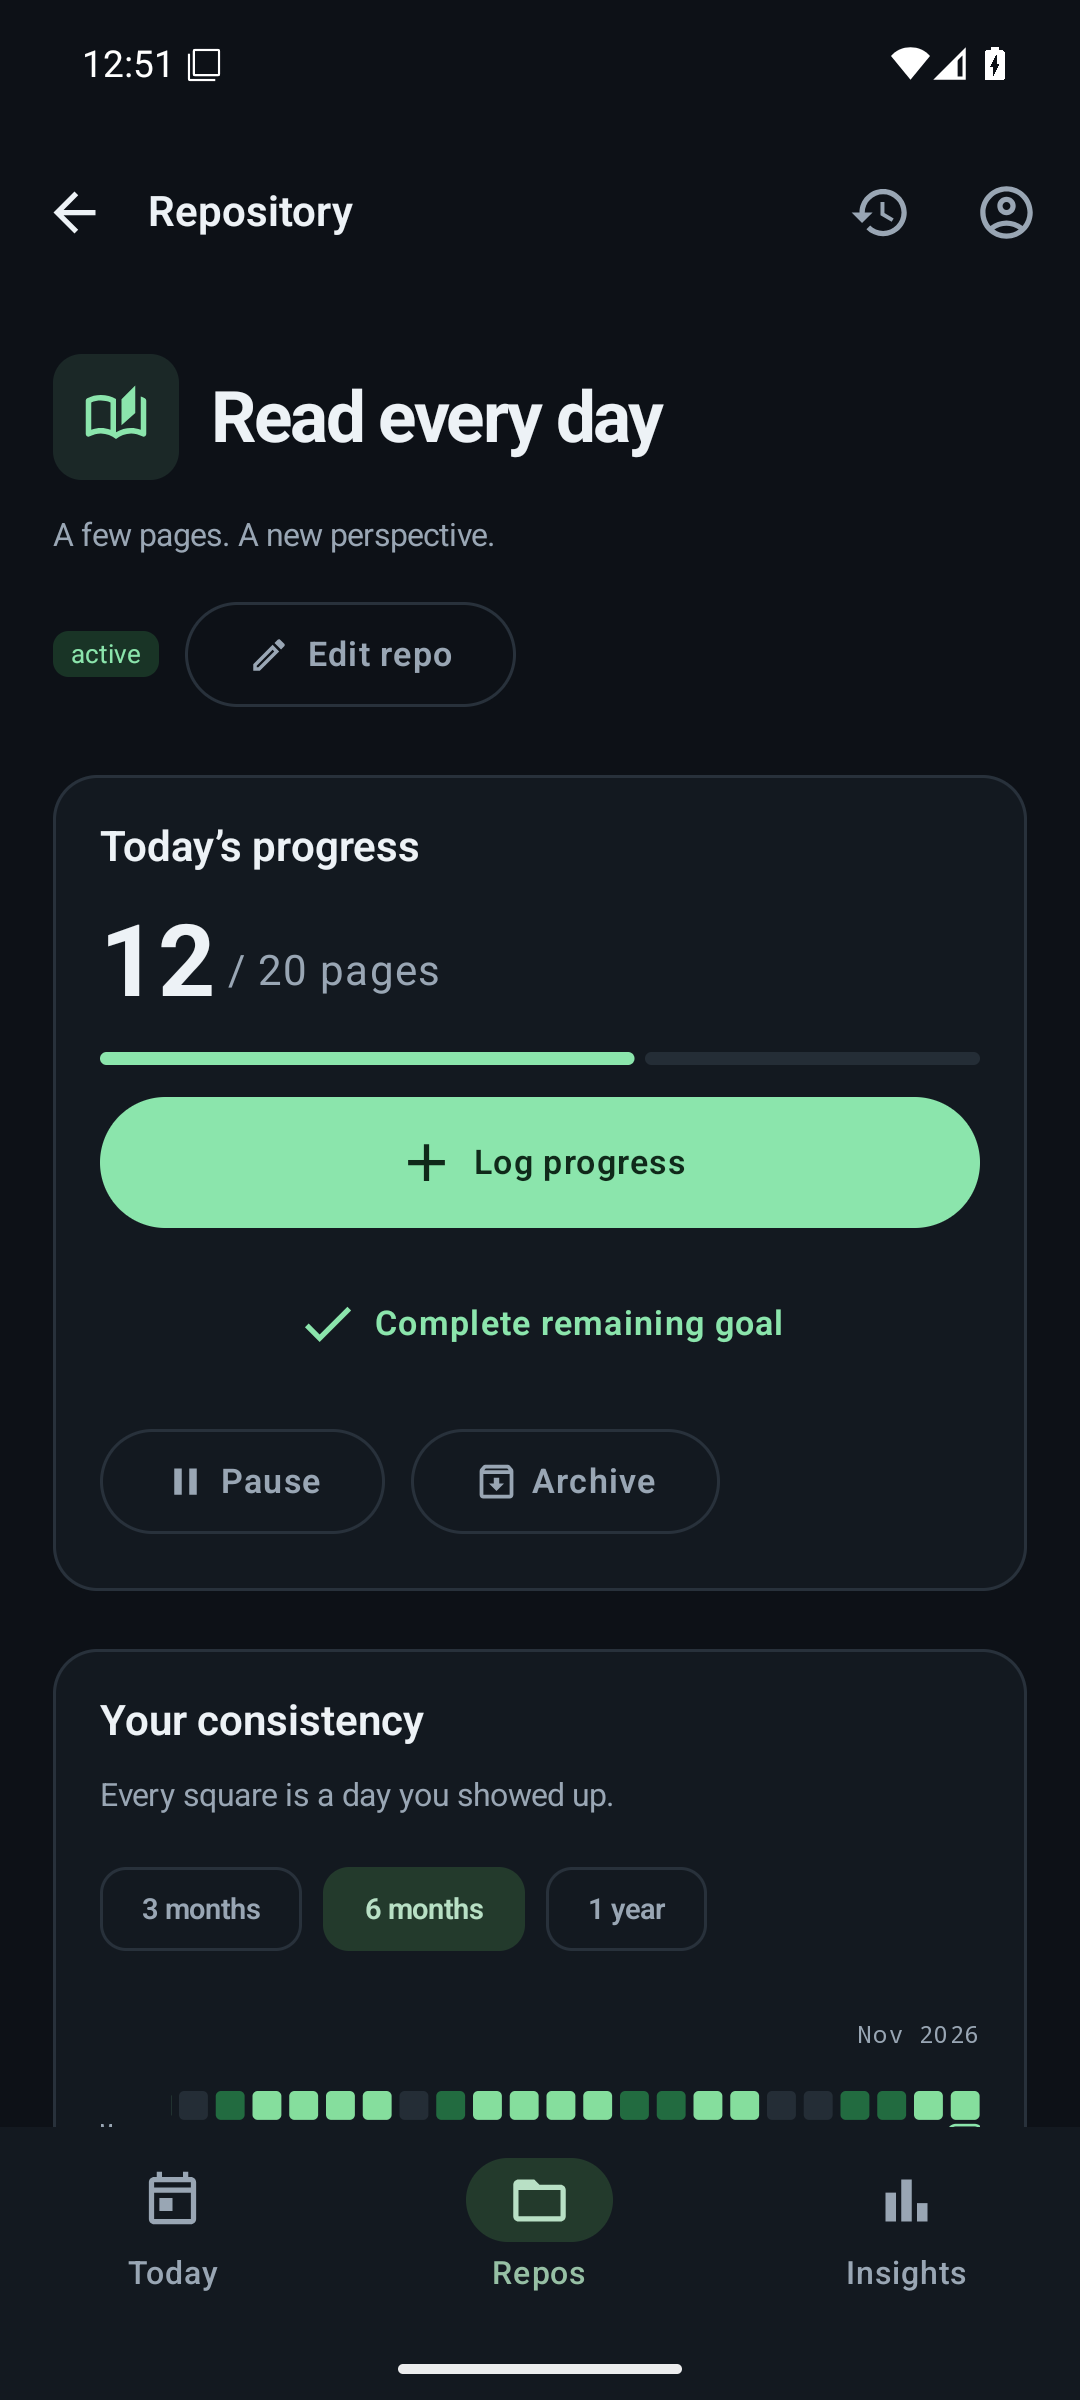 12:51
Repository
Read every day
A few pages. A new perspective.
active
Edit repo
Today’s progress
12 / 20 pages
Log progress
Complete remaining goal
Pause
Archive
Your consistency
Every square is a day you showed up.
3 months
6 months
1 year
Nov 2026
Today
Repos
Insights